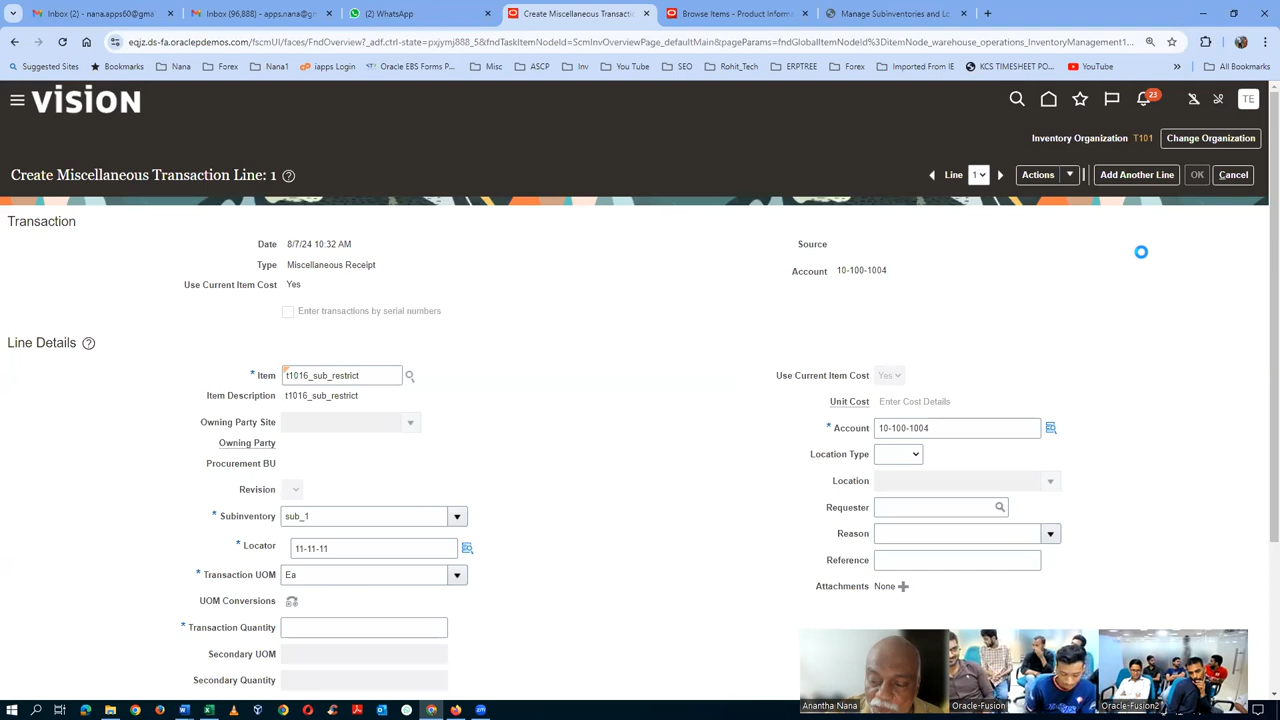 Inbox (2) - nana.apps60@gm
Inbox (96,888) - apps.nana@gr
(2) WhatsApp
Create Miscellaneous Transactio
Browse Items - Manage Items
Manage Subinventories and Lo
eqjz.ds-fa.oraclepdemos.com/fscmUI/faces/FndOverview?_adf.ctrl-state=pxjymj888_5&fndTaskItemNodeId=ScmInvOverviewPage_defaultMain&pageParams=fndGlobalItemNodeId%3DitemNode_warehouse_operations_InventoryManagement1...
Suggested Sites Bookmarks Nana Forex Nana1 iapps Login Oracle EBS Forms P... Misc ASCP Inv You Tube SEO Rohit_Tech ERPTREE Forex Imported From IE KCS TIMESHEET PO... YouTube All Bookmarks
VISION
23
TE
Inventory Organization T101 Change Organization
Create Miscellaneous Transaction Line: 1
Line 1 Actions Add Another Line OK Cancel
Transaction
Date 8/7/24 10:32 AM
Source
Type Miscellaneous Receipt
Account 10-100-1004
Use Current Item Cost Yes
Enter transactions by serial numbers
Line Details
* Item t1016_sub_restrict
Use Current Item Cost Yes
Item Description t1016_sub_restrict
Unit Cost Enter Cost Details
Owning Party Site
* Account 10-100-1004
Owning Party
Location Type
Procurement BU
Location
Revision
Requester
* Subinventory sub_1
Reason
* Locator 11-11-11
Reference
* Transaction UOM Ea
Attachments None
UOM Conversions
* Transaction Quantity
Secondary UOM
Secondary Quantity
Anantha Nana
Oracle-Fusion
Oracle-Fusion2